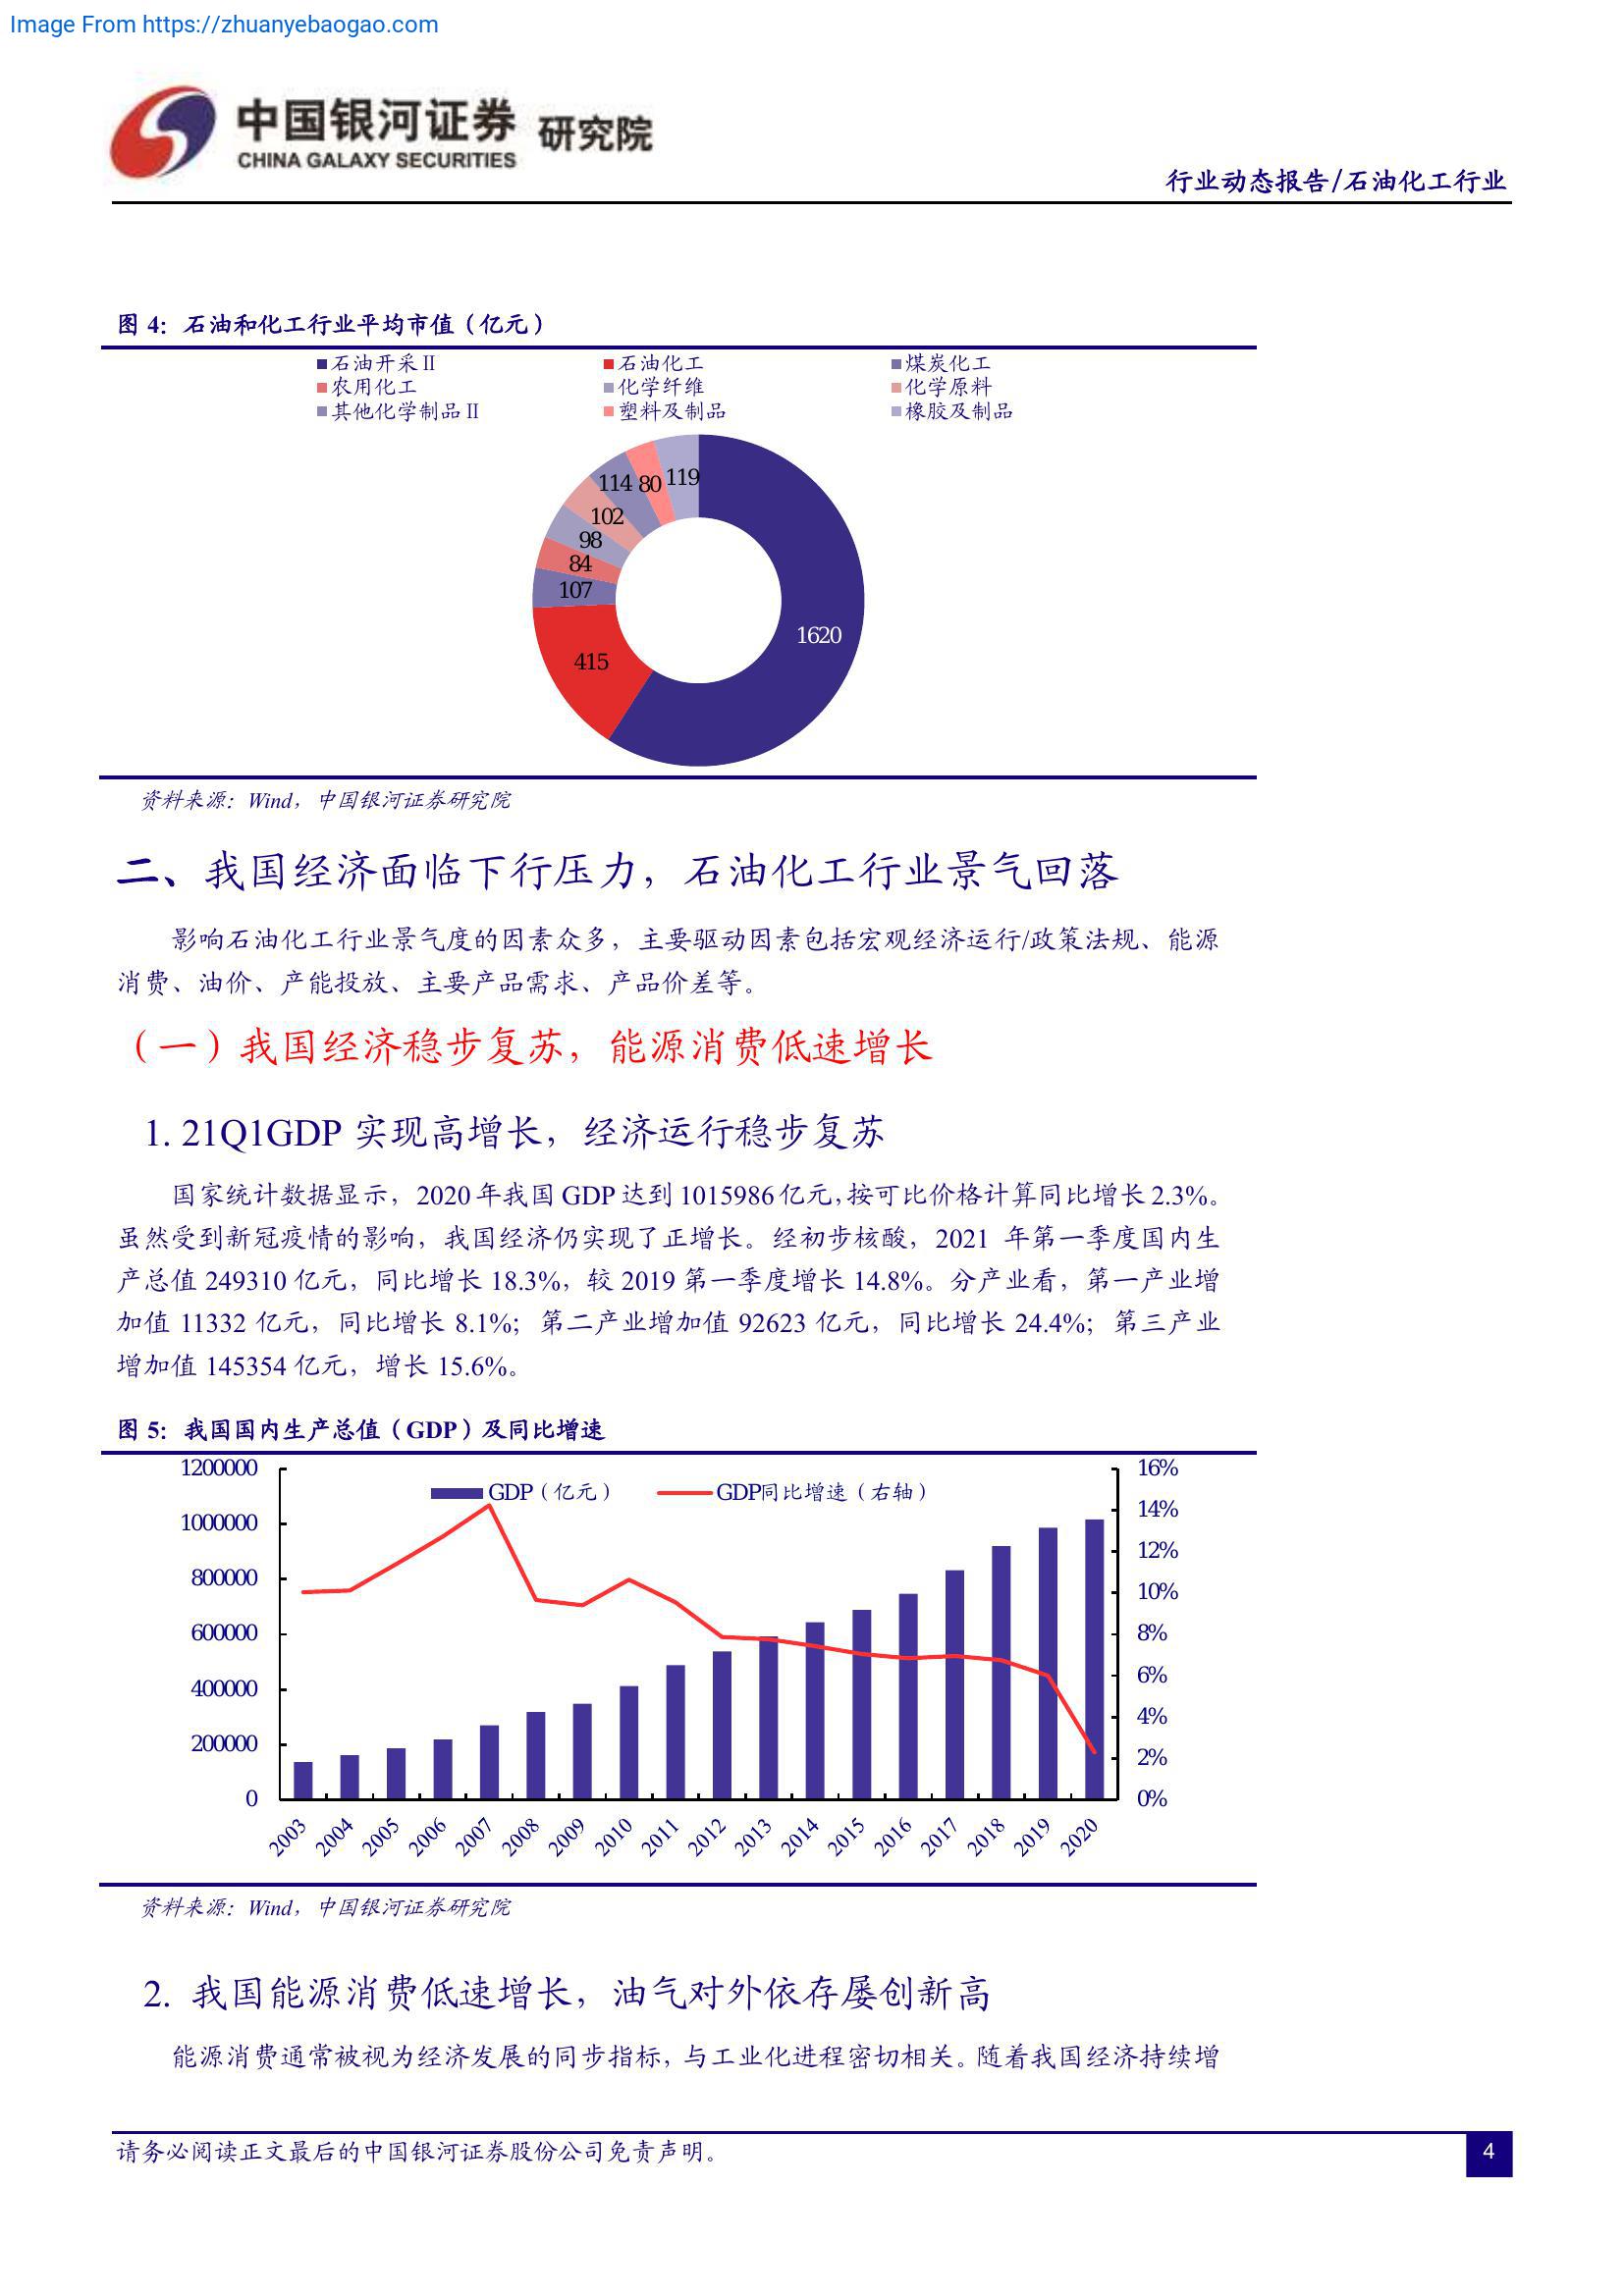 Image From https://zhuanyebaogao.com
中国银河证券 研究院
CHINA GALAXY SECURITIES
行业动态报告/石油化工行业
图 4：石油和化工行业平均市值（亿元）
石油开采Ⅱ 石油化工 煤炭化工
农用化工 化学纤维 化学原料
其他化学制品Ⅱ 塑料及制品 橡胶及制品
114 80 119
102
98
84
107
1620
415
资料来源：Wind，中国银河证券研究院
二、我国经济面临下行压力，石油化工行业景气回落
影响石油化工行业景气度的因素众多，主要驱动因素包括宏观经济运行/政策法规、能源
消费、油价、产能投放、主要产品需求、产品价差等。
（一）我国经济稳步复苏，能源消费低速增长
1. 21Q1GDP 实现高增长，经济运行稳步复苏
国家统计数据显示，2020 年我国 GDP 达到 1015986 亿元，按可比价格计算同比增长 2.3%。
虽然受到新冠疫情的影响，我国经济仍实现了正增长。经初步核酸，2021 年第一季度国内生
产总值 249310 亿元，同比增长 18.3%，较 2019 第一季度增长 14.8%。分产业看，第一产业增
加值 11332 亿元，同比增长 8.1%；第二产业增加值 92623 亿元，同比增长 24.4%；第三产业
增加值 145354 亿元，增长 15.6%。
图 5：我国国内生产总值（GDP）及同比增速
GDP（亿元） GDP同比增速（右轴）
1200000 16%
14%
1000000
12%
800000 10%
600000 8%
6%
400000
4%
200000 2%
0 0%
2003 2004 2005 2006 2007 2008 2009 2010 2011 2012 2013 2014 2015 2016 2017 2018 2019 2020
资料来源：Wind，中国银河证券研究院
2. 我国能源消费低速增长，油气对外依存屡创新高
能源消费通常被视为经济发展的同步指标，与工业化进程密切相关。随着我国经济持续增
请务必阅读正文最后的中国银河证券股份公司免责声明。
4